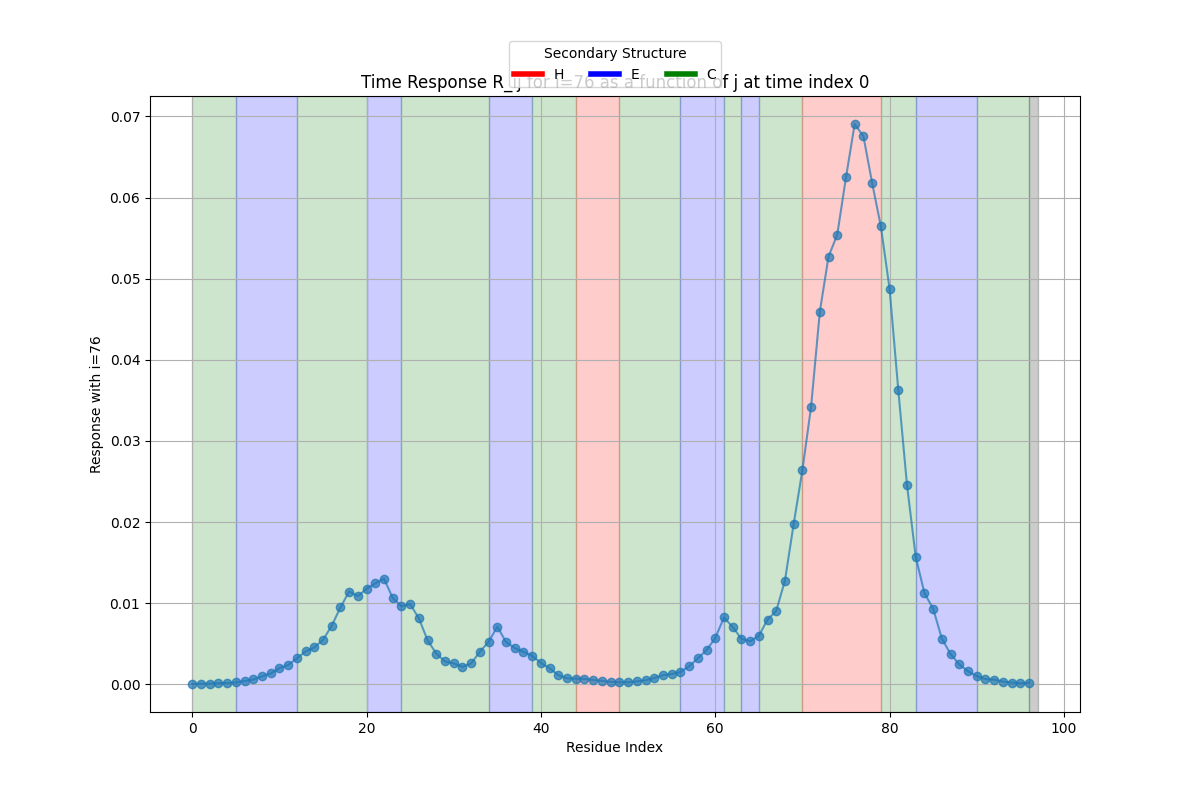 Secondary Structure
H E C
Time Response R_ij for i=76 as a function of j at time index 0
0.07
0.06
0.05
0.04
0.03
0.02
0.01
0.00
Response with i=76
0 20 40 60 80 100
Residue Index